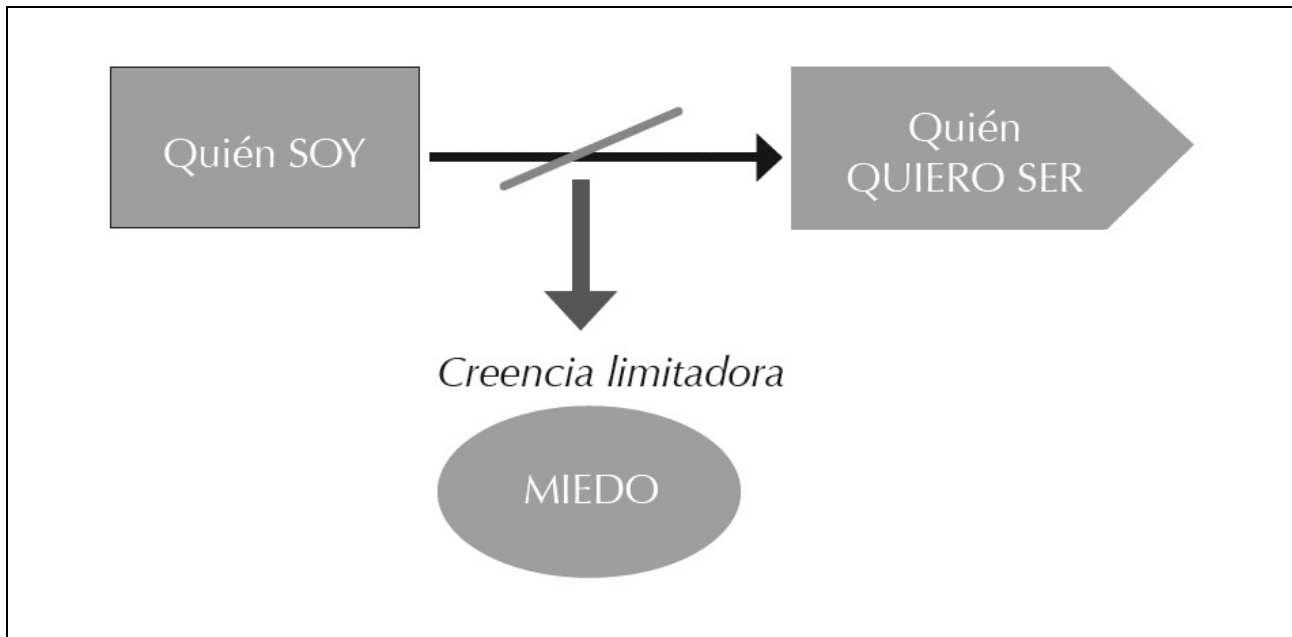 Quién SOY
Quién
QUIERO SER
Creencia limitadora
MIEDO